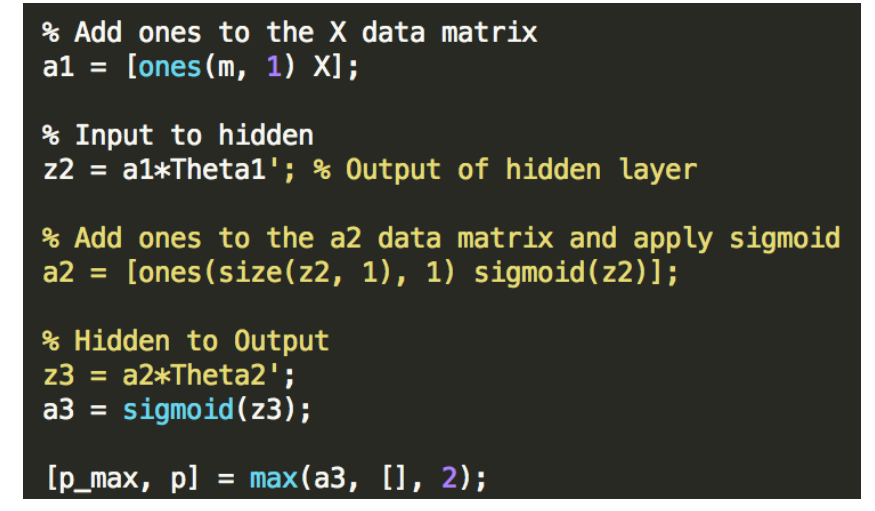 % Add ones to the X data matrix
a1 = [ones(m, 1) X];
% Input to hidden
z2 = a1*Theta1'; % Output of hidden layer
% Add ones to the a2 data matrix and apply sigmoid
a2 = [ones(size(z2, 1), 1) sigmoid(z2)];
% Hidden to Output
z3 = a2*Theta2';
a3 = sigmoid(z3);
[p_max, p] = max(a3, [], 2);